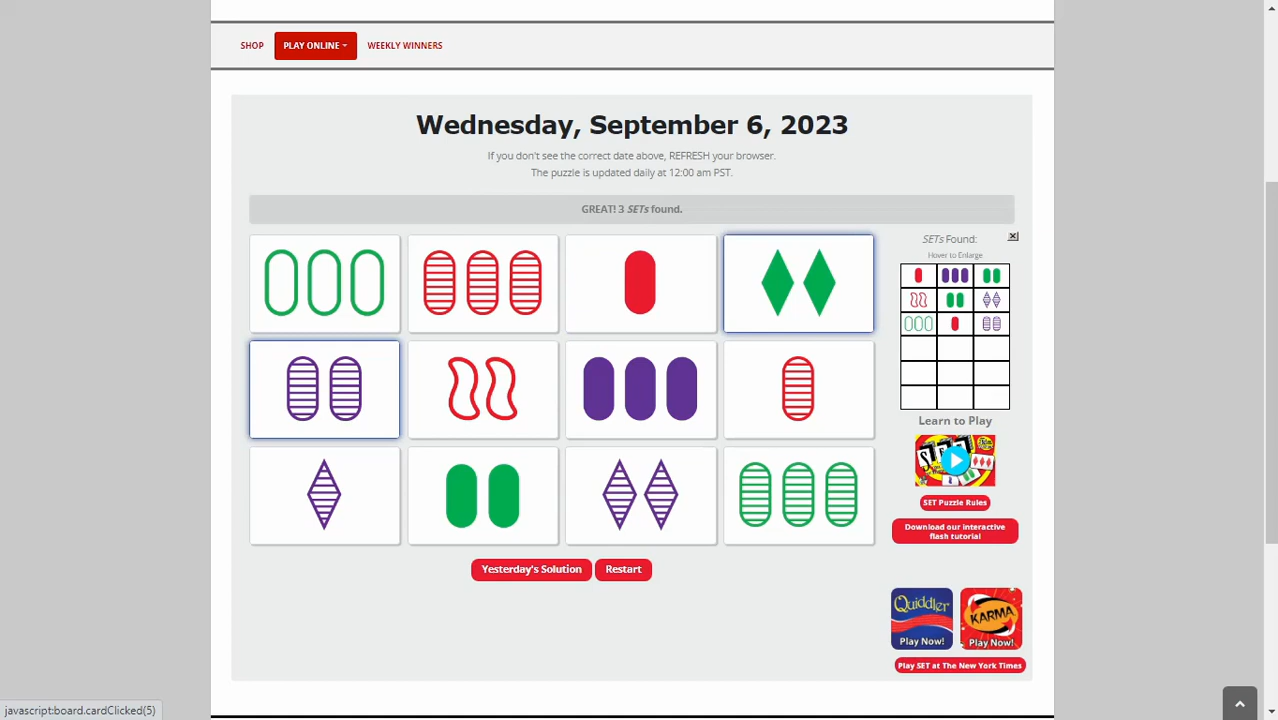 SHOP
PLAY ONLINE
WEEKLY WINNERS
Wednesday, September 6, 2023
If you don't see the correct date above, REFRESH your browser.
The puzzle is updated daily at 12:00 am PST.
GREAT! 3 SETs found.
SETs Found:
Hover to Enlarge
Learn to Play
SET
SET Puzzle Rules
Download our interactive
flash tutorial
Yesterday's Solution
Restart
Quiddler
Play Now!
KARMA
Play Now!
Play SET at The New York Times
javascript:board.cardClicked(5)